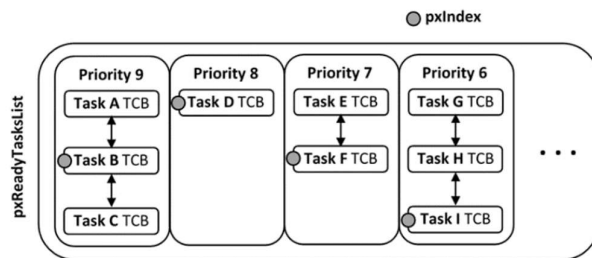 pxIndex
pxReadyTasksList
Priority 9
Task A TCB
Task B TCB
Task C TCB
Priority 8
Task D TCB
Priority 7
Task E TCB
Task F TCB
Priority 6
Task G TCB
Task H TCB
Task I TCB
...